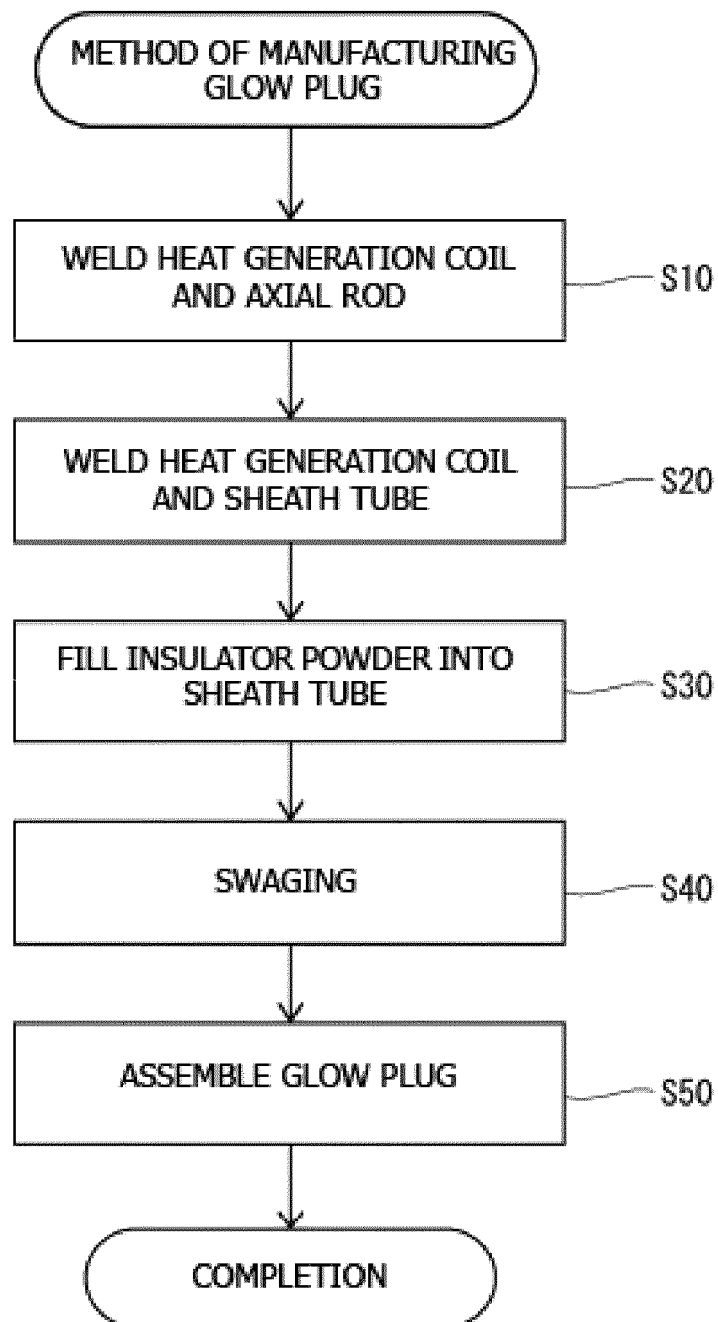 METHOD OF MANUFACTURING
GLOW PLUG
WELD HEAT GENERATION COIL
AND AXIAL ROD
S10
WELD HEAT GENERATION COIL
AND SHEATH TUBE
S20
FILL INSULATOR POWDER INTO
SHEATH TUBE
S30
SWAGING
S40
ASSEMBLE GLOW PLUG
S50
COMPLETION